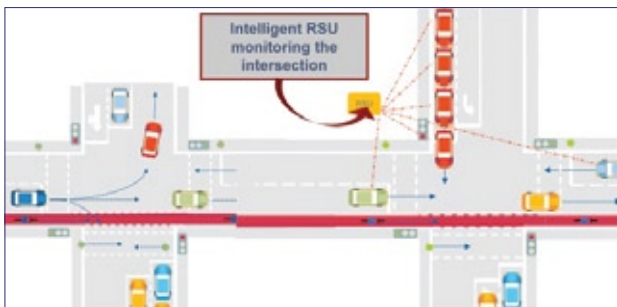 Intelligent RSU
monitoring the
intersection
RSU